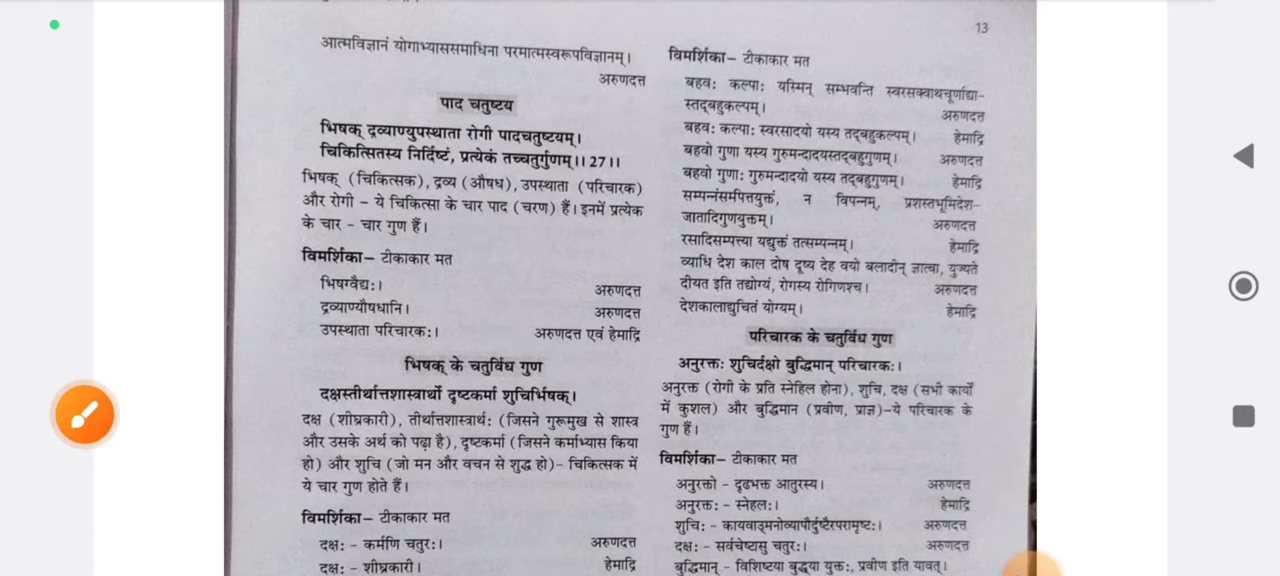 13
आत्मविज्ञानं योगाभ्याससमाधिना परमात्मस्वरूपविज्ञानम्।
अरुणदत्त
पाद चतुष्टय
भिषक् द्रव्याण्युपस्थाता रोगी पादचतुष्टयम्।
चिकित्सितस्य निर्दिष्टं, प्रत्येकं तच्चतुर्गुणम्।। 27।।
भिषक् (चिकित्सक), द्रव्य (औषध), उपस्थाता (परिचारक)
और रोगी – ये चिकित्सा के चार पाद (चरण) हैं। इनमें प्रत्येक
के चार – चार गुण हैं।
विमर्शिका– टीकाकार मत
भिषग्वैद्यः। अरुणदत्त
द्रव्याण्यौषधानि। अरुणदत्त
उपस्थाता परिचारकः। अरुणदत्त एवं हेमाद्रि
भिषक् के चतुर्विध गुण
दक्षस्तीर्थात्तशास्त्रार्थो दृष्टकर्मा शुचिर्भिषक्।
दक्ष (शीघ्रकारी), तीर्थात्तशास्त्रार्थः (जिसने गुरूमुख से शास्त्र
और उसके अर्थ को पढ़ा है), दृष्टकर्मा (जिसने कर्माभ्यास किया
हो) और शुचि (जो मन और वचन से शुद्ध हो)– चिकित्सक में
ये चार गुण होते हैं।
विमर्शिका– टीकाकार मत
दक्षः - कर्मणि चतुरः। अरुणदत्त
दक्षः - शीघ्रकारी। हेमाद्रि
विमर्शिका– टीकाकार मत
बहवः कल्पाः यस्मिन् सम्भवन्ति स्वरसक्वाथचूर्णाद्या-
स्तद्बहुकल्पम्। अरुणदत्त
बहवः कल्पाः स्वरसादयो यस्य तद्बहुकल्पम्। हेमाद्रि
बहवो गुणा यस्य गुरुमन्दादयस्तद्बहुगुणम्। अरुणदत्त
बहवो गुणाः गुरुमन्दादयो यस्य तद्बहुगुणम्। हेमाद्रि
सम्पन्नंसंपत्तियुक्तं, न विपन्नम्, प्रशस्तभूमिदेश-
जातादिगुणयुक्तम्। अरुणदत्त
रसादिसम्पत्त्या यद्युक्तं तत्सम्पन्नम्। हेमाद्रि
व्याधि देश काल दोष दूष्य देह वयो बलादीन् ज्ञात्वा, युज्यते
दीयत इति तद्योग्यं, रोगस्य रोगिणश्च। अरुणदत्त
देशकालाद्युचितं योग्यम्। हेमाद्रि
परिचारक के चतुर्विध गुण
अनुरक्तः शुचिर्दक्षो बुद्धिमान् परिचारकः।
अनुरक्त (रोगी के प्रति स्नेहिल होना), शुचि, दक्ष (सभी कार्यों
में कुशल) और बुद्धिमान (प्रवीण, प्राज्ञ)–ये परिचारक के
गुण हैं।
विमर्शिका– टीकाकार मत
अनुरक्तो - दृढभक्त आतुरस्य। अरुणदत्त
अनुरक्तः - स्नेहलः। हेमाद्रि
शुचिः - कायवाङ्मनोव्यापौर्दुष्टैरपरामृष्टः। अरुणदत्त
दक्षः - सर्वचेष्टासु चतुरः। अरुणदत्त
बुद्धिमान् - विशिष्टया बुद्ध्या युक्तः, प्रवीण इति यावत्।